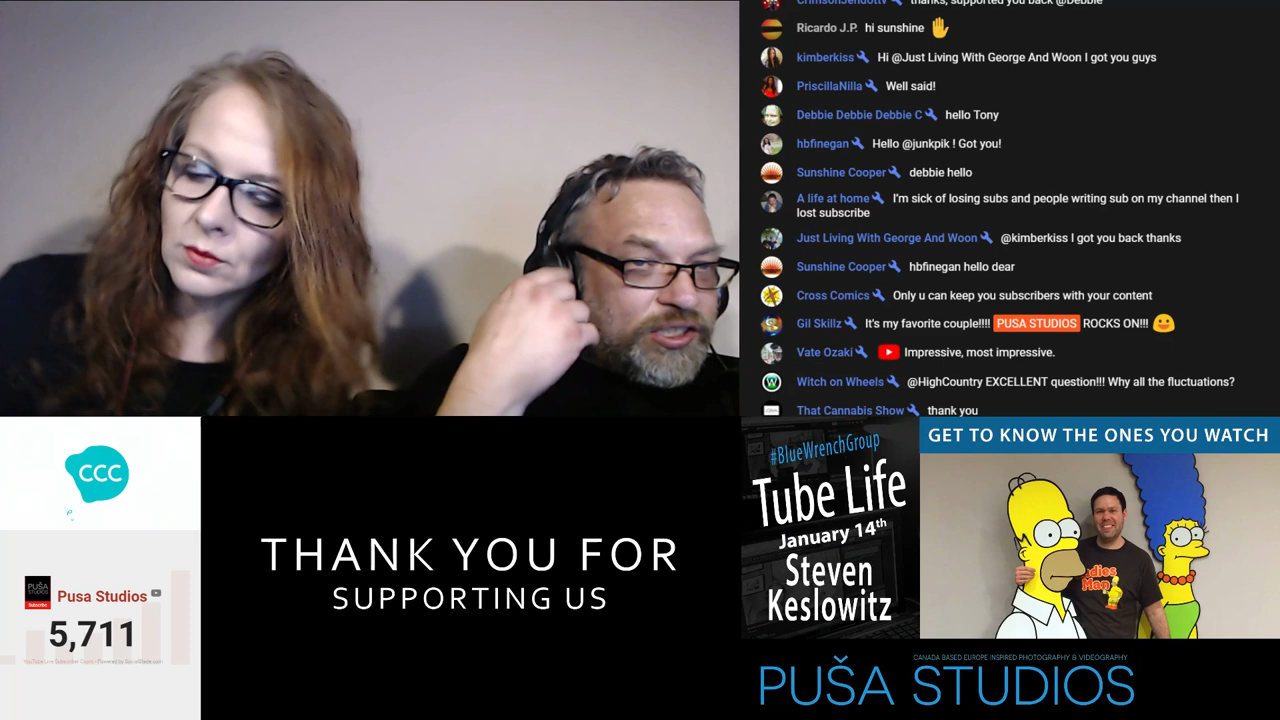 thanks, supported you back @Debbie
Ricardo J.P. hi sunshine
kimberkiss Hi @Just Living With George And Woon I got you guys
PriscillaNilla Well said!
Debbie Debbie Debbie C hello Tony
hbfinegan Hello @junkpik ! Got you!
Sunshine Cooper debbie hello
A life at home I'm sick of losing subs and people writing sub on my channel then I
lost subscribe
Just Living With George And Woon @kimberkiss I got you back thanks
Sunshine Cooper hbfinegan hello dear
Cross Comics Only u can keep you subscribers with your content
Gil Skillz It's my favorite couple!!!! PUSA STUDIOS ROCKS ON!!!
Vate Ozaki Impressive, most impressive.
Witch on Wheels @HighCountry EXCELLENT question!!! Why all the fluctuations?
That Cannabis Show thank you
CCC
PUŠA
STUDIOS
Subscribe
Pusa Studios
5,711
THANK YOU FOR
SUPPORTING US
#BlueWrenchGroup
Tube Life
January 14th
Steven
Keslowitz
GET TO KNOW THE ONES YOU WATCH
CANADA BASED EUROPE INSPIRED PHOTOGRAPHY & VIDEOGRAPHY
PUŠA STUDIOS